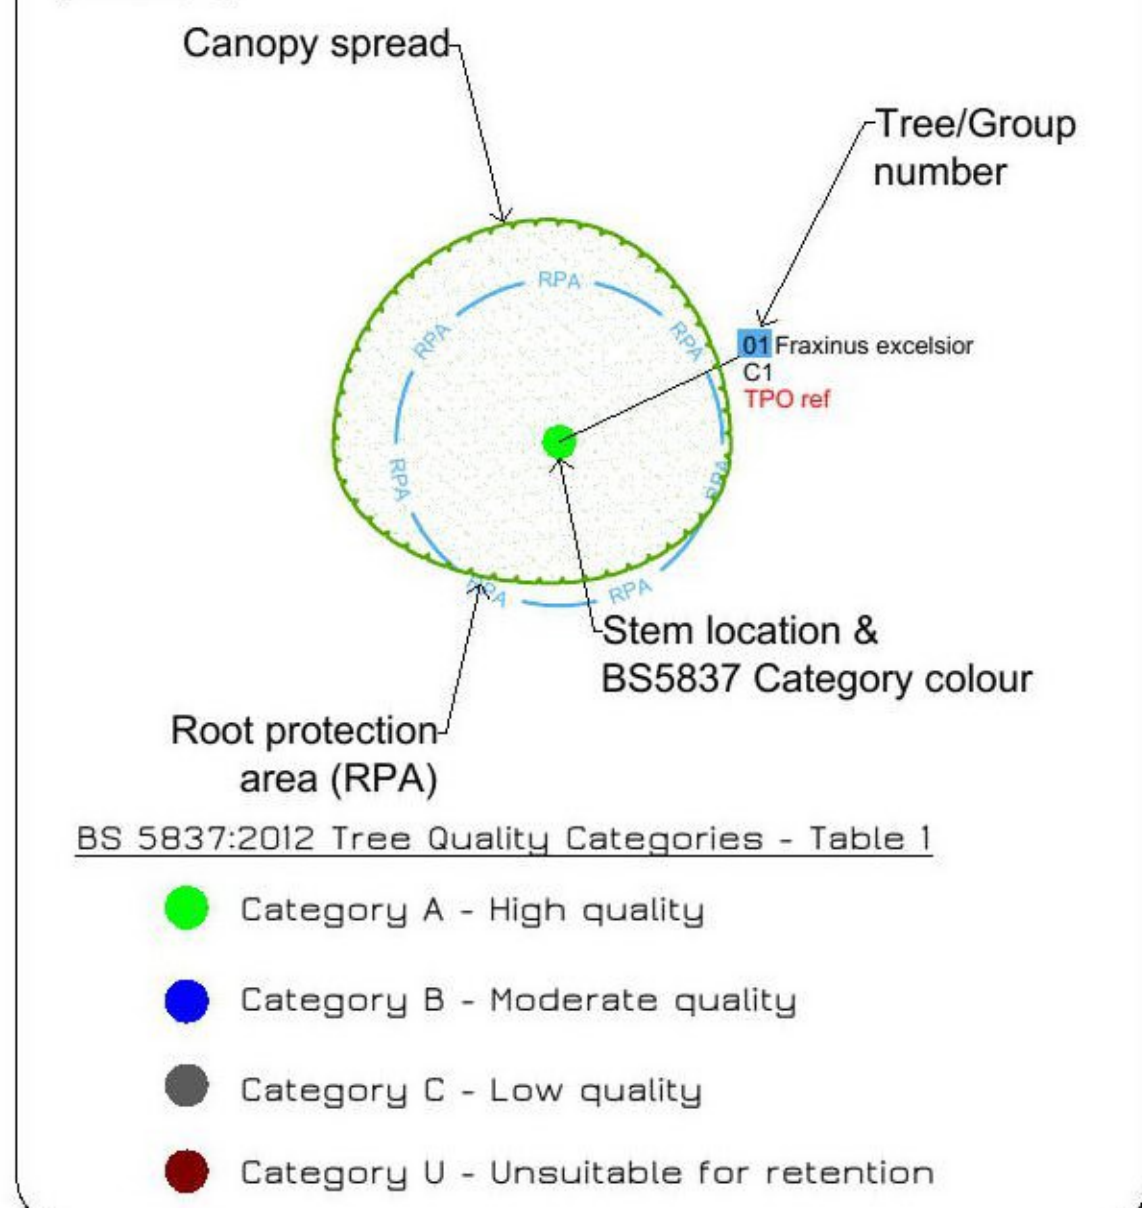 Canopy spread
Tree/Group
number
RPA
RPA
RPA
01 Fraxinus excelsior
C1
TPO ref
RPA
RPA
RPA
RPA
Stem location &
BS5837 Category colour
Root protection
area (RPA)
BS 5837:2012 Tree Quality Categories - Table 1
Category A - High quality
Category B - Moderate quality
Category C - Low quality
Category U - Unsuitable for retention